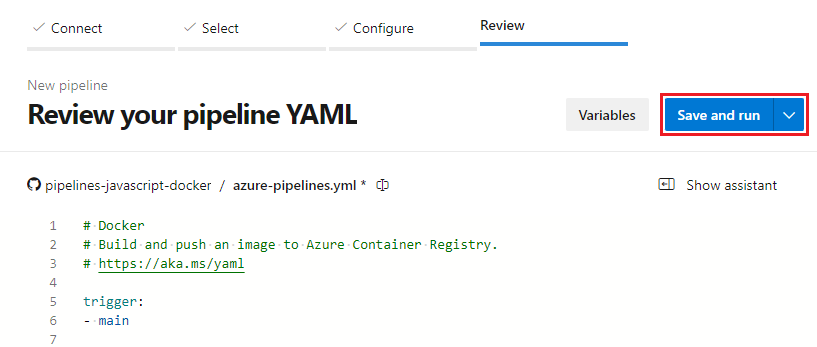 Connect Select Configure Review
New pipeline
Review your pipeline YAML
Variables Save and run
pipelines-javascript-docker / azure-pipelines.yml * Show assistant
1 # Docker
2 # Build and push an image to Azure Container Registry.
3 # https://aka.ms/yaml
4
5 trigger:
6 - main
7